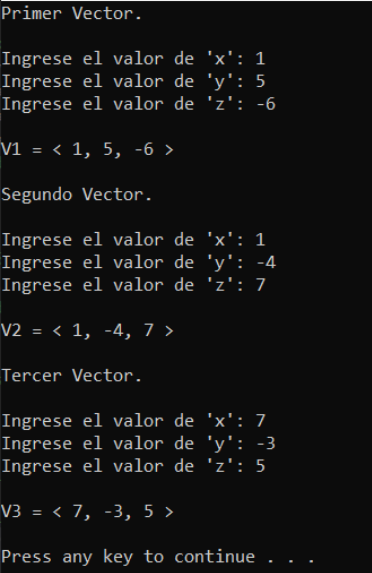 Primer Vector.
Ingrese el valor de 'x': 1
Ingrese el valor de 'y': 5
Ingrese el valor de 'z': -6
V1 = < 1, 5, -6 >
Segundo Vector.
Ingrese el valor de 'x': 1
Ingrese el valor de 'y': -4
Ingrese el valor de 'z': 7
V2 = < 1, -4, 7 >
Tercer Vector.
Ingrese el valor de 'x': 7
Ingrese el valor de 'y': -3
Ingrese el valor de 'z': 5
V3 = < 7, -3, 5 >
Press any key to continue . . .